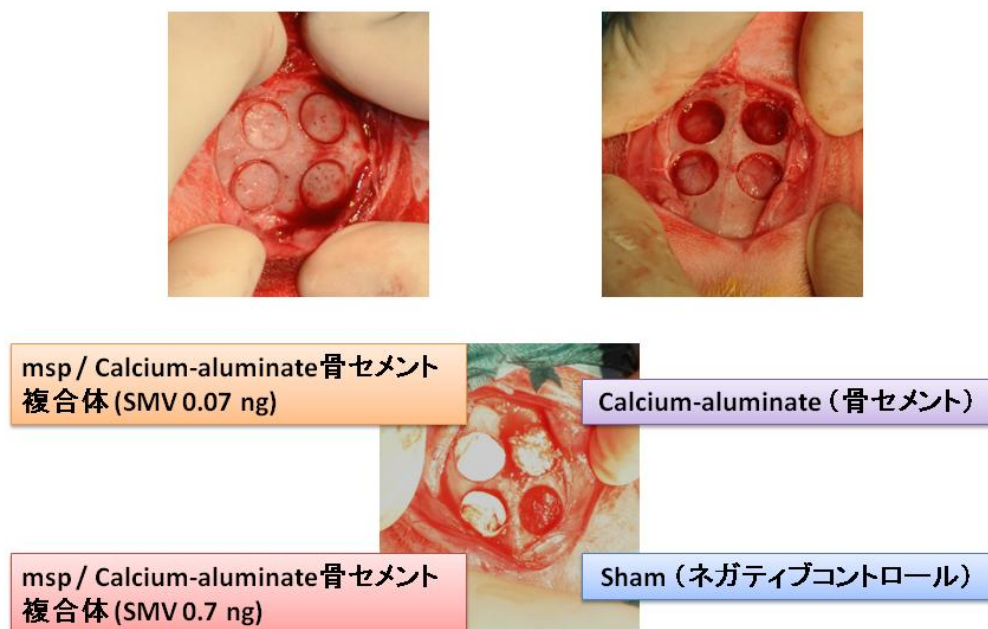 msp / Calcium-aluminate骨セメント
複合体 (SMV 0.07 ng)
Calcium-aluminate（骨セメント）
msp / Calcium-aluminate骨セメント
複合体 (SMV 0.7 ng)
Sham（ネガティブコントロール）